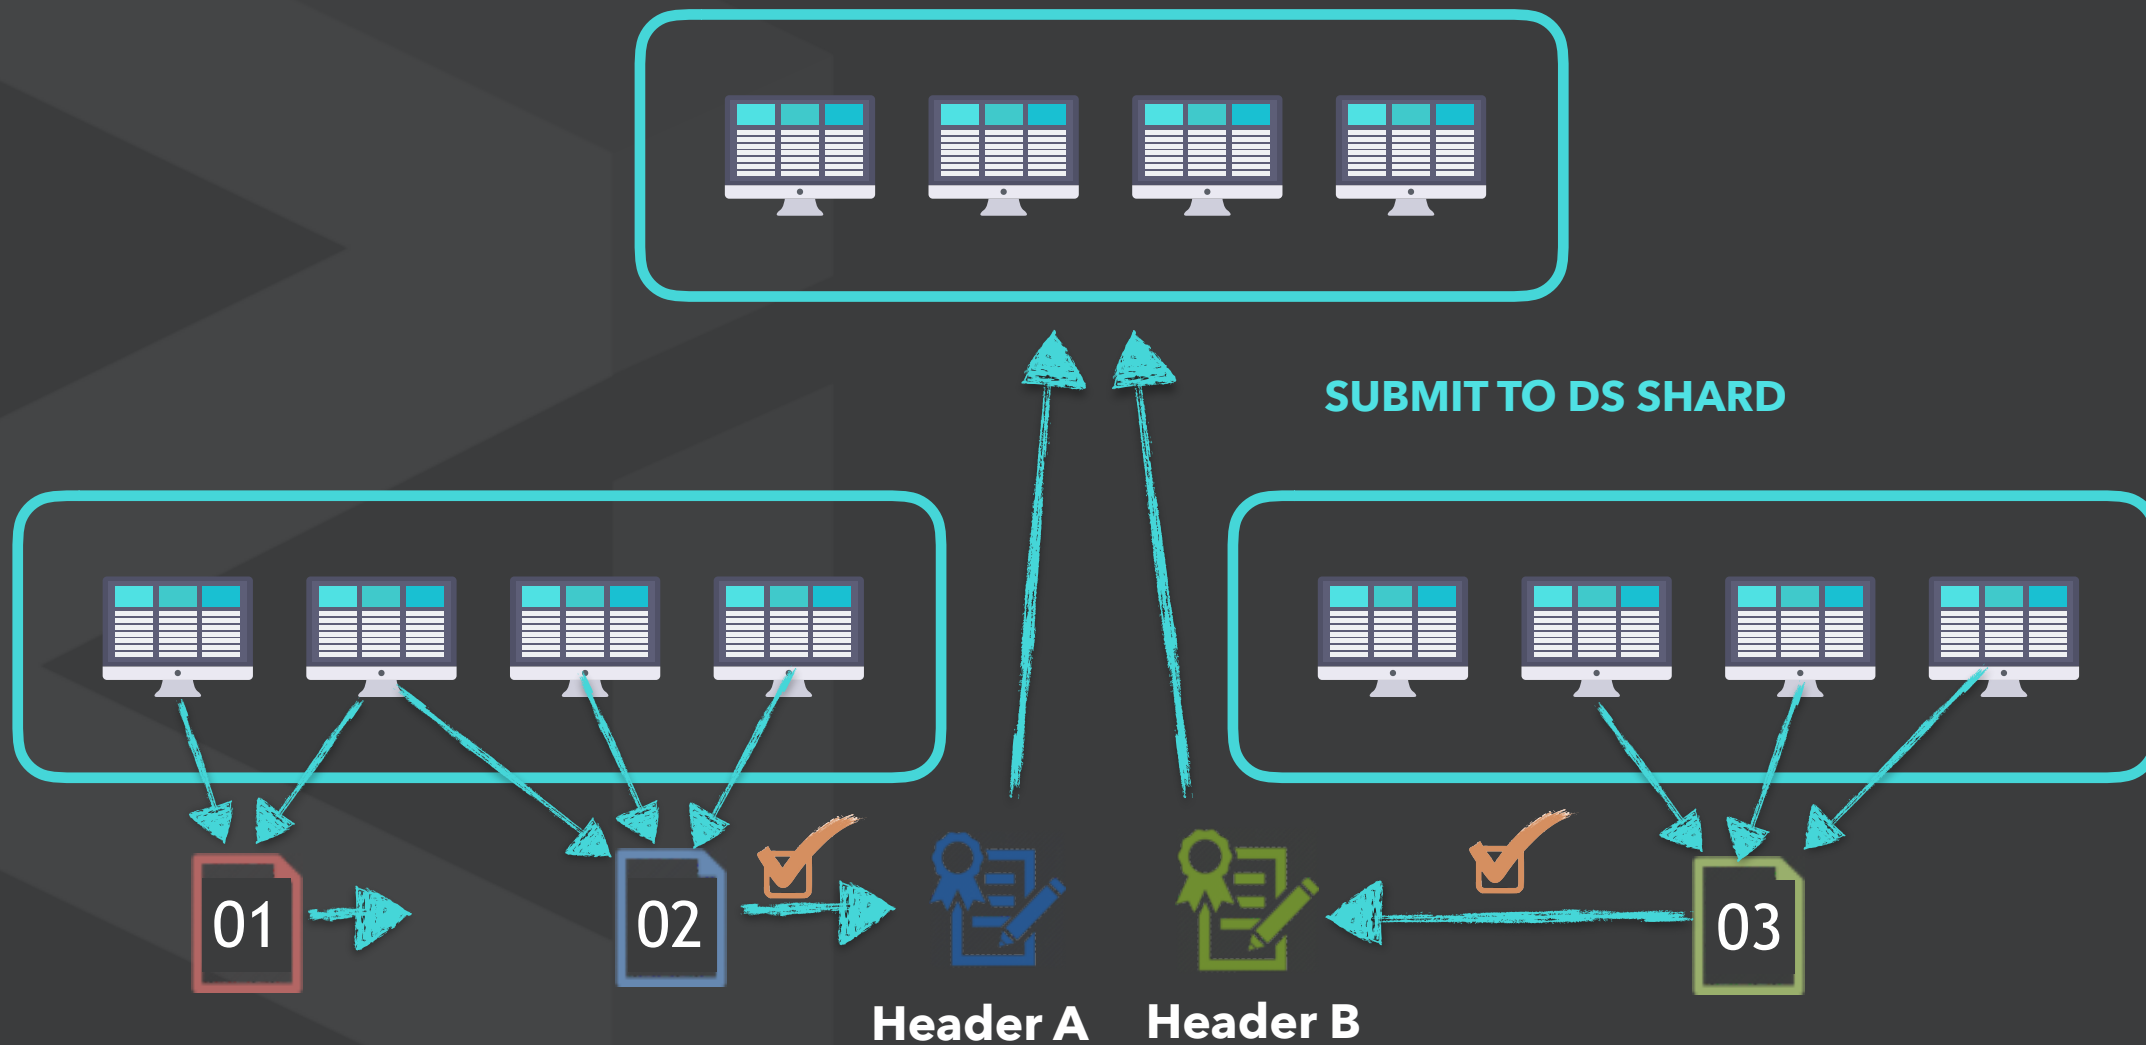 SUBMIT TO DS SHARD
01
02
03
Header A
Header B